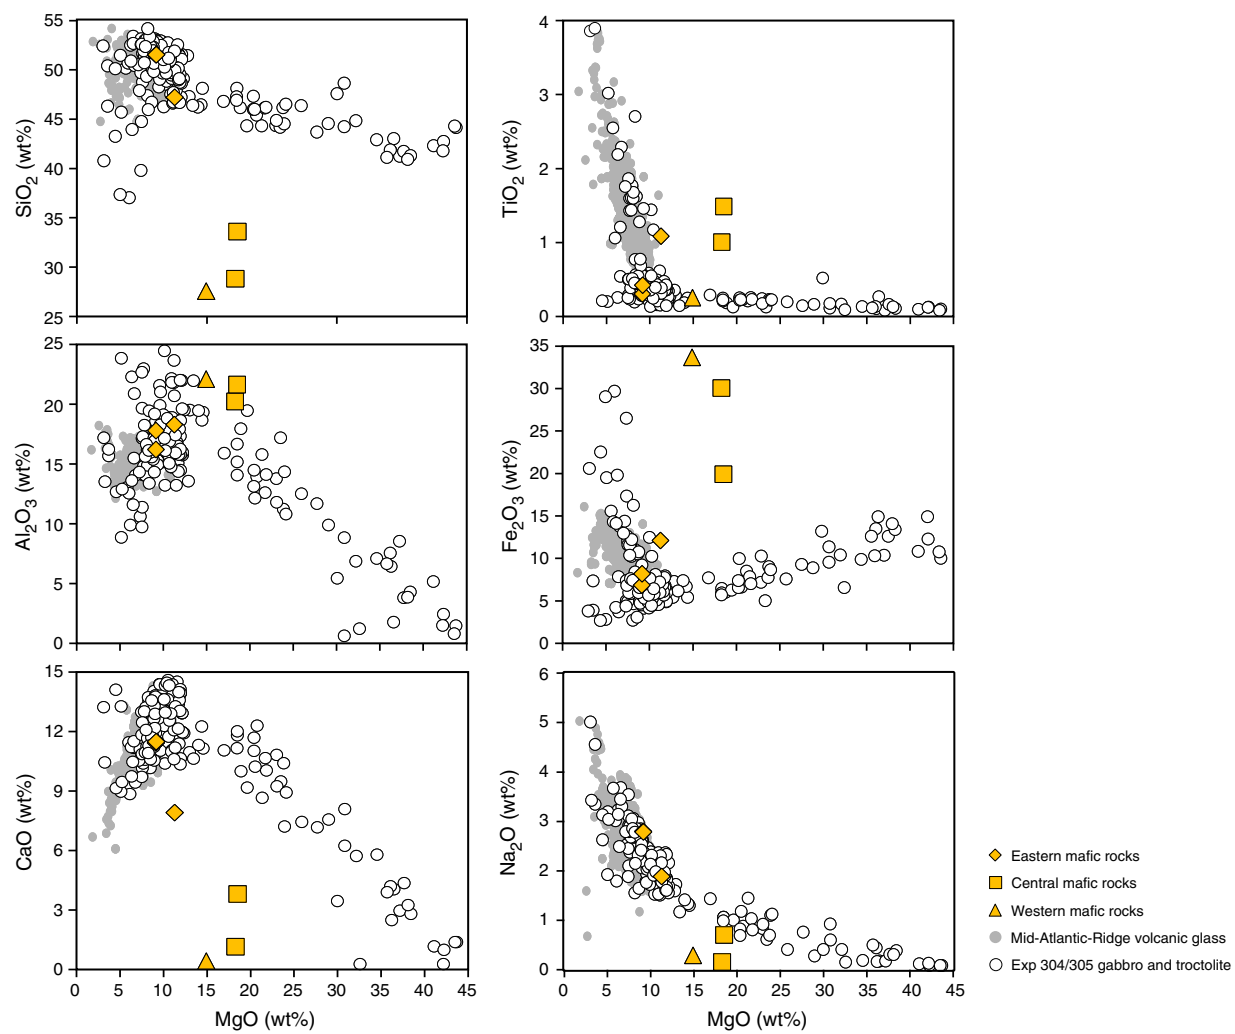 55
50
45
40
35
30
25
SiO2 (wt%)
4
3
2
1
0
TiO2 (wt%)
25
20
15
10
5
0
Al2O3 (wt%)
35
30
25
20
15
10
5
0
Fe2O3 (wt%)
15
12
9
6
3
0
CaO (wt%)
0 5 10 15 20 25 30 35 40 45
MgO (wt%)
6
5
4
3
2
1
0
Na2O (wt%)
0 5 10 15 20 25 30 35 40 45
MgO (wt%)
Eastern mafic rocks
Central mafic rocks
Western mafic rocks
Mid-Atlantic-Ridge volcanic glass
Exp 304/305 gabbro and troctolite